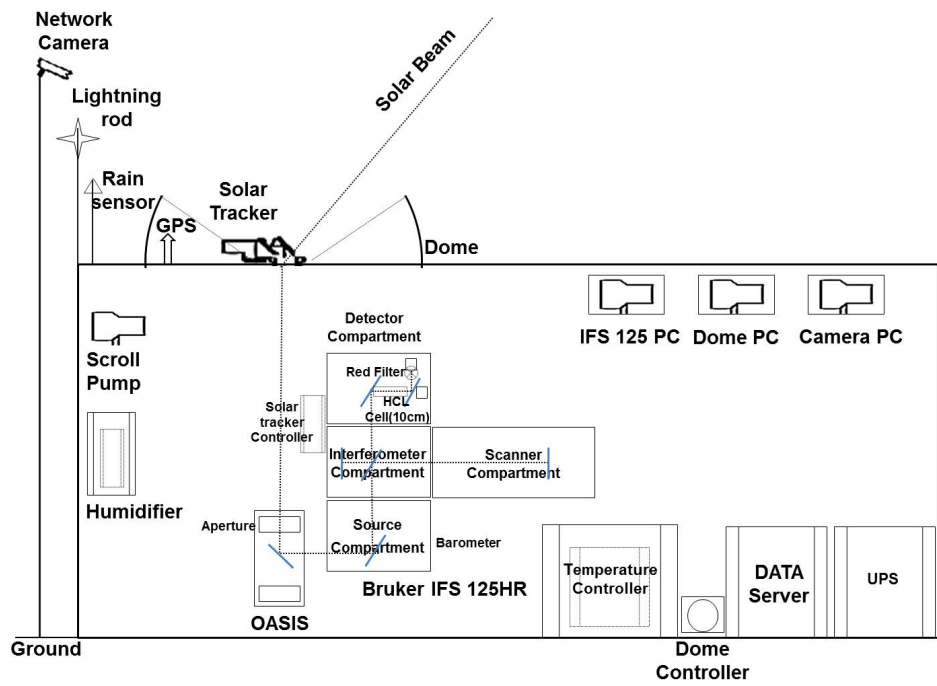 Network
Camera
Solar Beam
Lightning
rod
Rain
sensor
GPS
Solar
Tracker
Dome
IFS 125 PC
Dome PC
Camera PC
Scroll
Pump
Detector
Compartment
Red Filter
HCL
Cell(10cm)
Solar
tracker
Controller
Interferometer
Compartment
Scanner
Compartment
Humidifier
Aperture
Source
Compartment
Barometer
Bruker IFS 125HR
OASIS
Temperature
Controller
DATA
Server
UPS
Ground
Dome
Controller